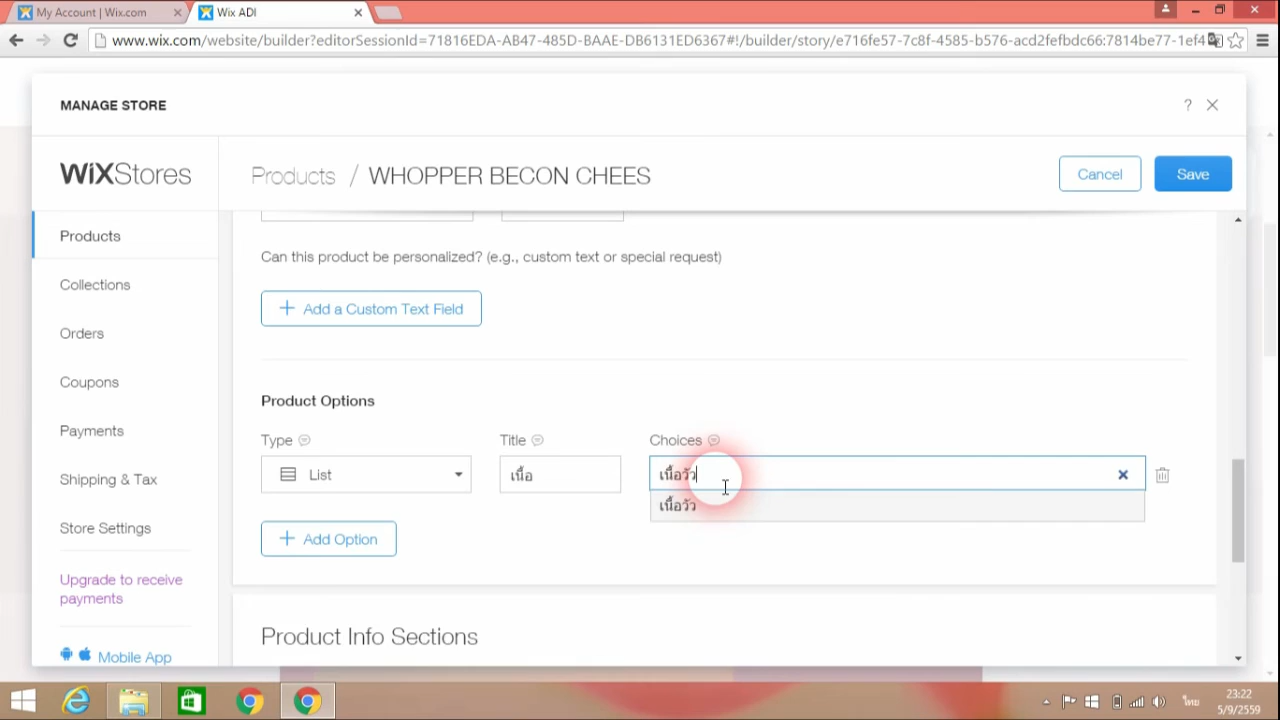 My Account | Wix.com
Wix ADI
www.wix.com/website/builder?editorSessionId=71816EDA-AB47-485D-BAAE-DB6131ED6367#!/builder/story/e716fe57-7c8f-4585-b576-acd2fefbdc66:7814be77-1ef4
MANAGE STORE
?
WiXStores
Products / WHOPPER BECON CHEES
Cancel
Save
Products
Collections
Orders
Coupons
Payments
Shipping & Tax
Store Settings
Upgrade to receive
payments
Mobile App
Can this product be personalized? (e.g., custom text or special request)
Add a Custom Text Field
Product Options
Type
Title
Choices
List
เนื้อ
เนื้อวัว
เนื้อวัว
Add Option
Product Info Sections
ไทย
23:22
5/9/2559